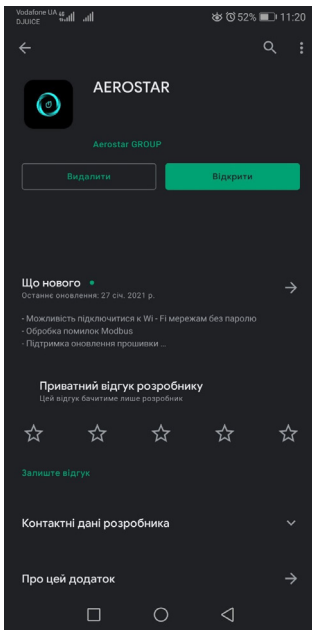 Vodafone UA
DJUICE
52% 11:20
AEROSTAR
Aerostar GROUP
Видалити
Відкрити
Що нового
Останнє оновлення: 27 січ. 2021 р.
- Можливість підключитися к Wi - Fi мережам без паролю
- Обробка помилок Modbus
- Підтримка оновлення прошивки ...
Приватний відгук розробнику
Цей відгук бачитиме лише розробник
Залиште відгук
Контактні дані розробника
Про цей додаток